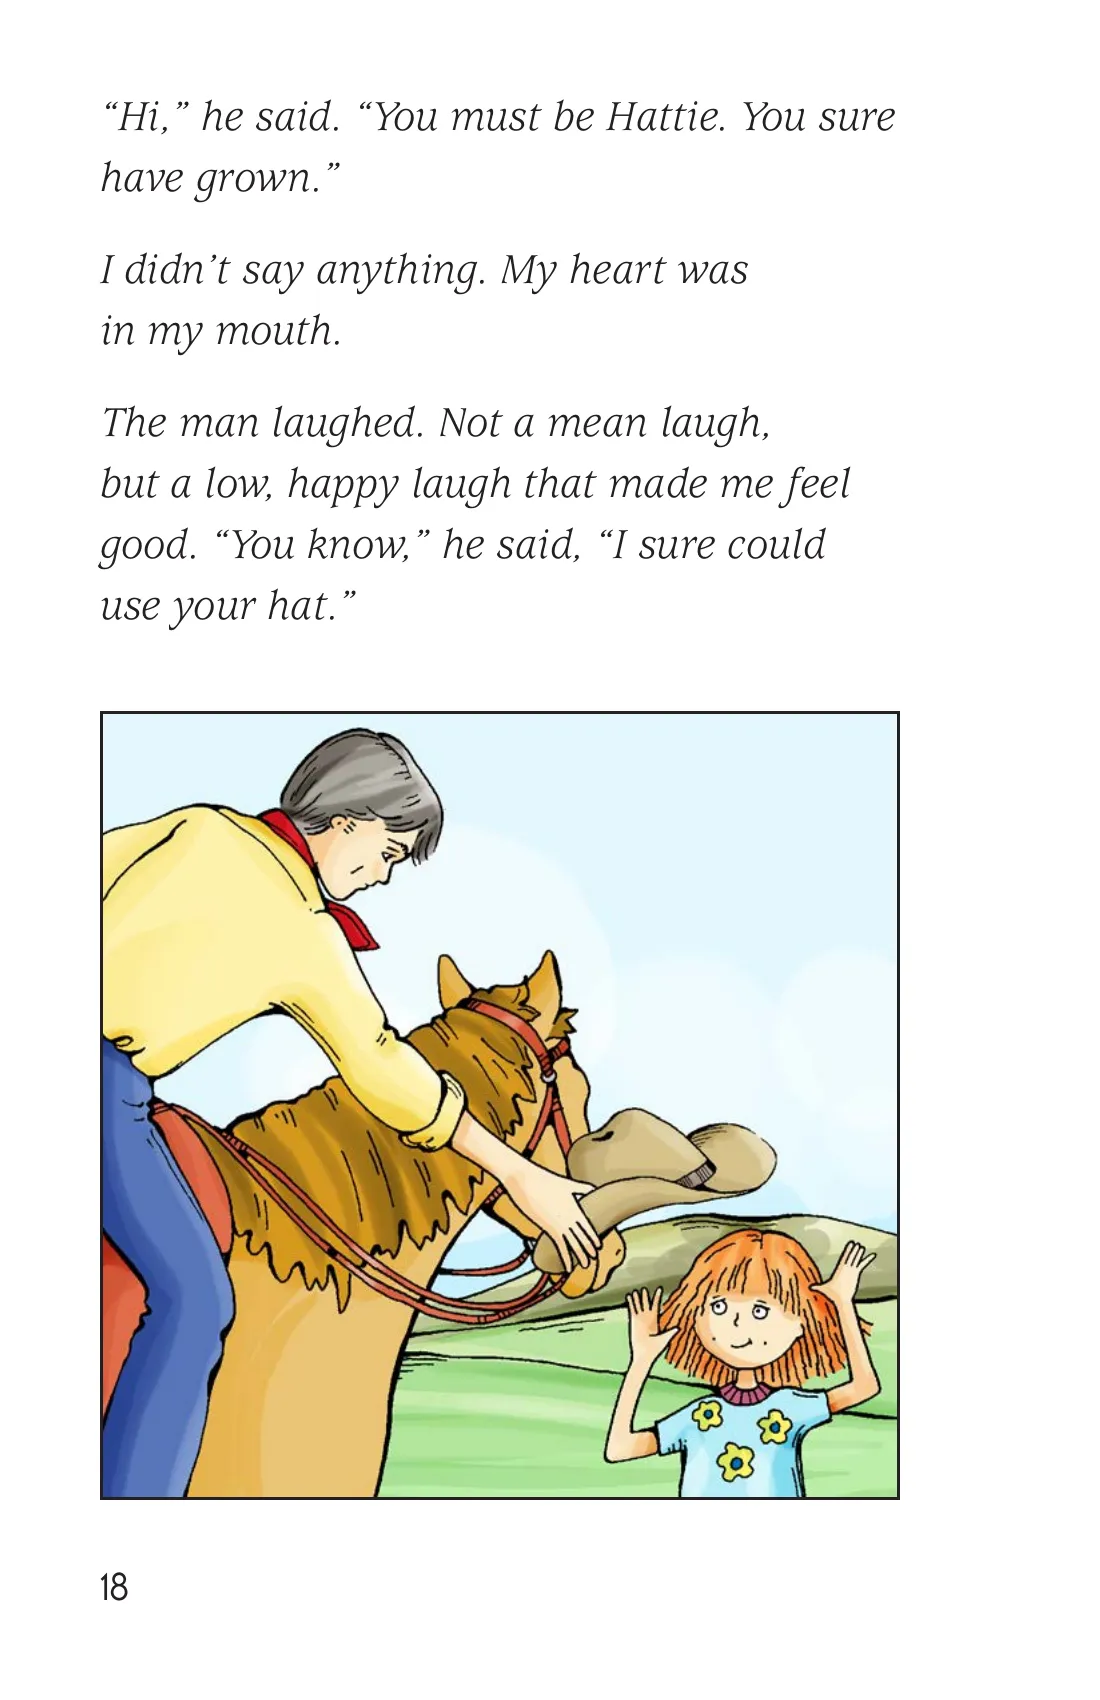 “Hi,” he said. “You must be Hattie. You sure
have grown.”
I didn’t say anything. My heart was
in my mouth.
The man laughed. Not a mean laugh,
but a low, happy laugh that made me feel
good. “You know,” he said, “I sure could
use your hat.”
18